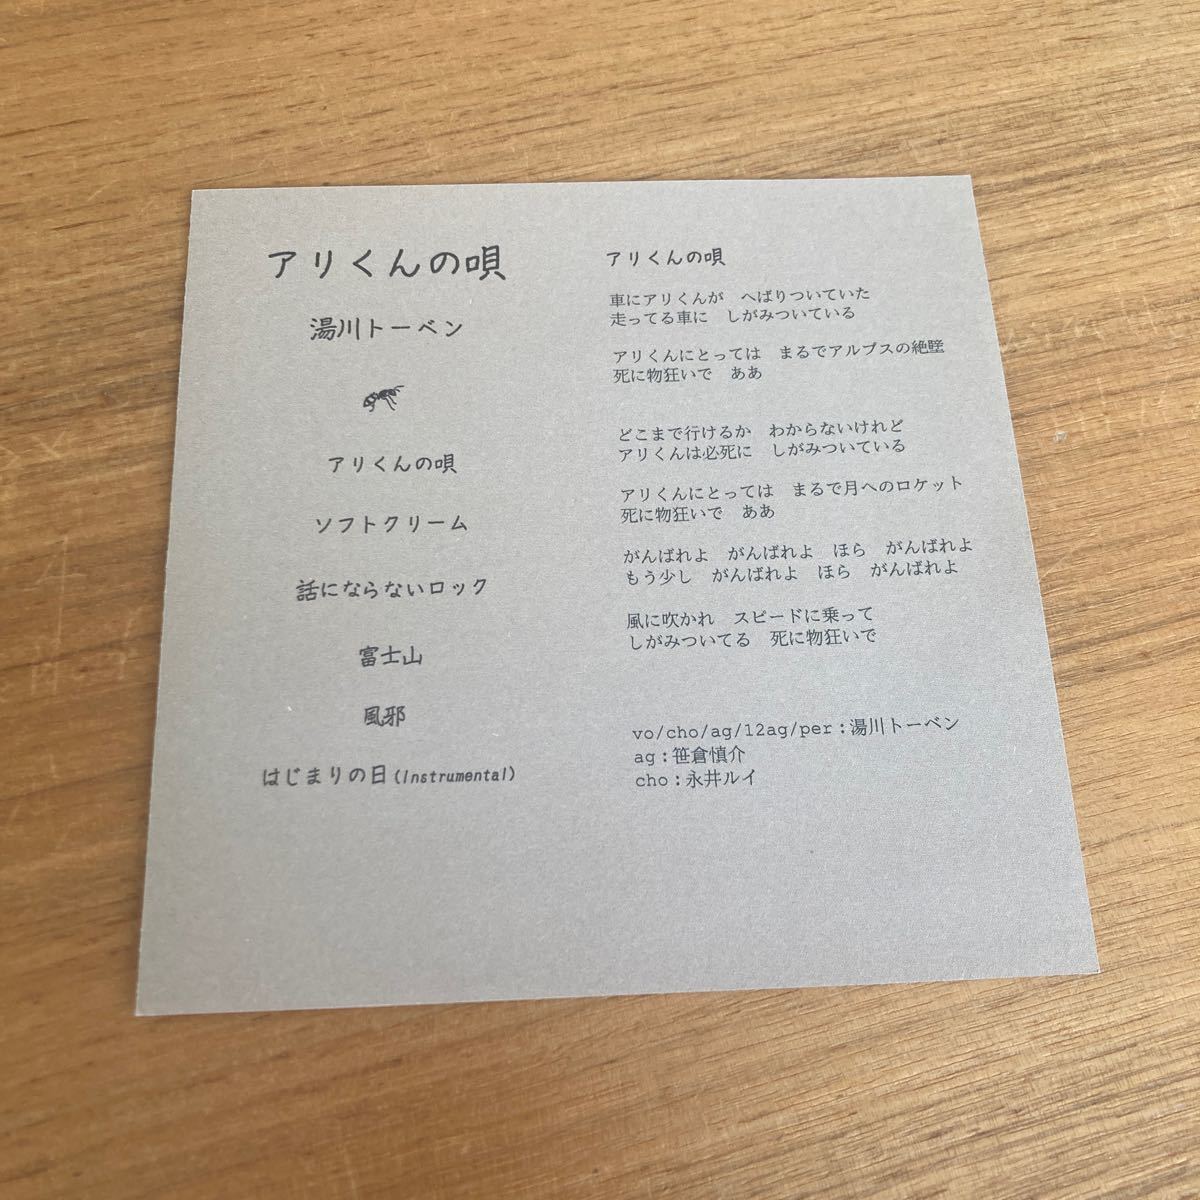 アリくんの唄
湯川トーベン
アリくんの唄
ソフトクリーム
話にならないロック
富士山
風邪
はじまりの日(Instrumental)
アリくんの唄
車にアリくんが　へばりついていた
走ってる車に　しがみついている
アリくんにとっては　まるでアルプスの絶壁
死に物狂いで　ああ
どこまで行けるか　わからないけれど
アリくんは必死に　しがみついている
アリくんにとっては　まるで月へのロケット
死に物狂いで　ああ
がんばれよ　がんばれよ　ほら　がんばれよ
もう少し　がんばれよ　ほら　がんばれよ
風に吹かれ　スピードに乗って
しがみついてる　死に物狂いで
vo/cho/ag/12ag/per：湯川トーベン
ag：笹倉慎介
cho：永井ルイ